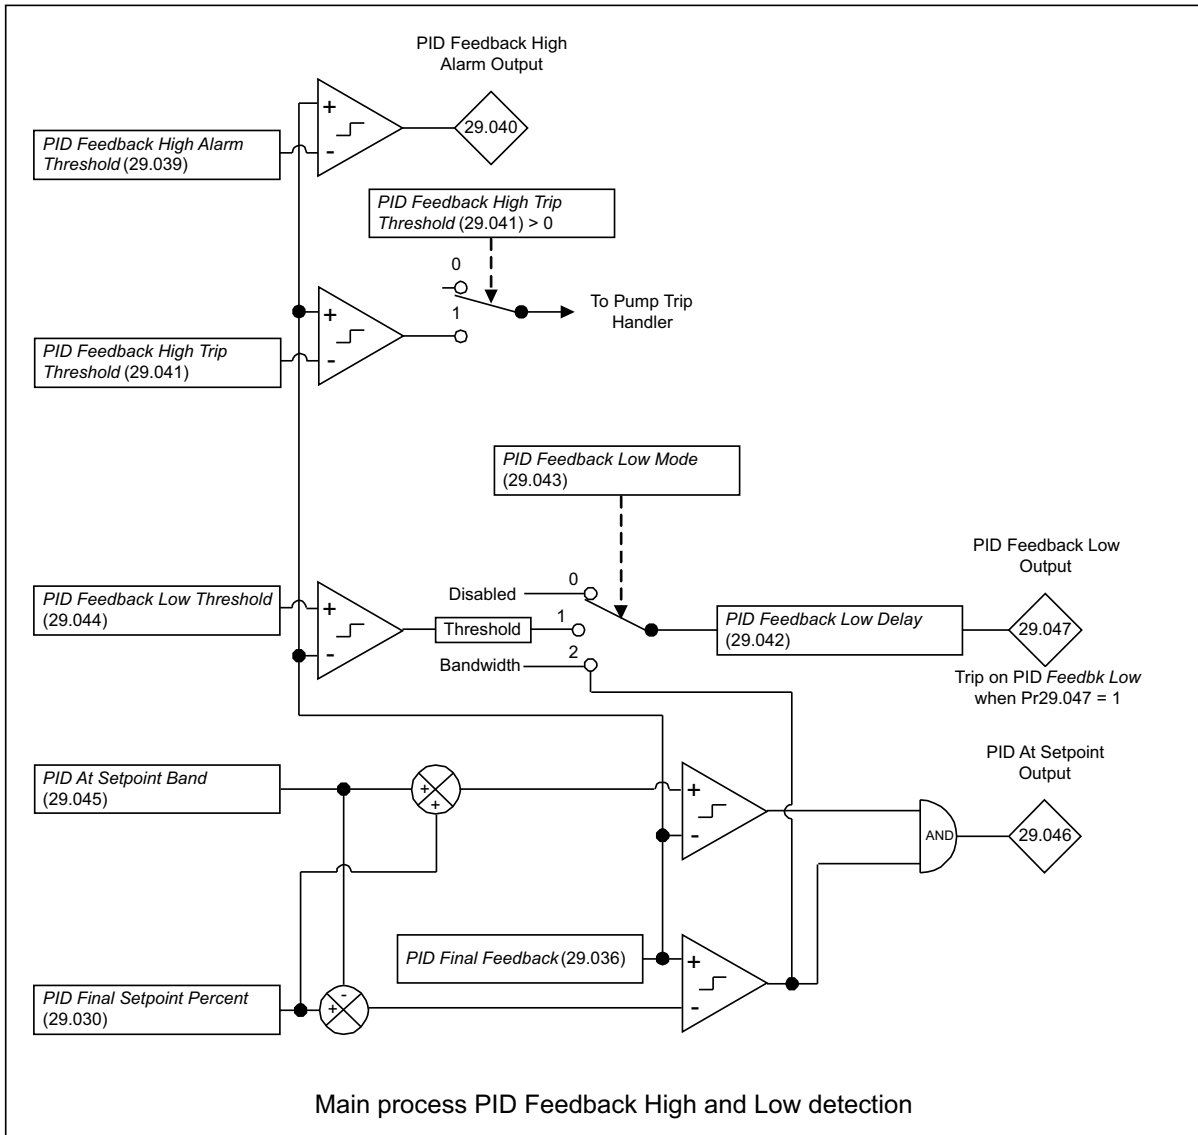 PID Feedback High
Alarm Output
+
-
29.040
PID Feedback High Alarm
Threshold (29.039)
PID Feedback High Trip
Threshold (29.041) > 0
0
1
To Pump Trip
Handler
+
-
PID Feedback High Trip
Threshold (29.041)
PID Feedback Low Mode
(29.043)
PID Feedback Low
Output
PID Feedback Low Threshold
(29.044)
+
-
Disabled
0
Threshold
1
Bandwidth
2
PID Feedback Low Delay
(29.042)
29.047
Trip on PID Feedbk Low
when Pr29.047 = 1
PID At Setpoint
Output
PID At Setpoint Band
(29.045)
+
+
+
-
AND
29.046
PID Final Feedback (29.036)
+
-
PID Final Setpoint Percent
(29.030)
-
+
Main process PID Feedback High and Low detection